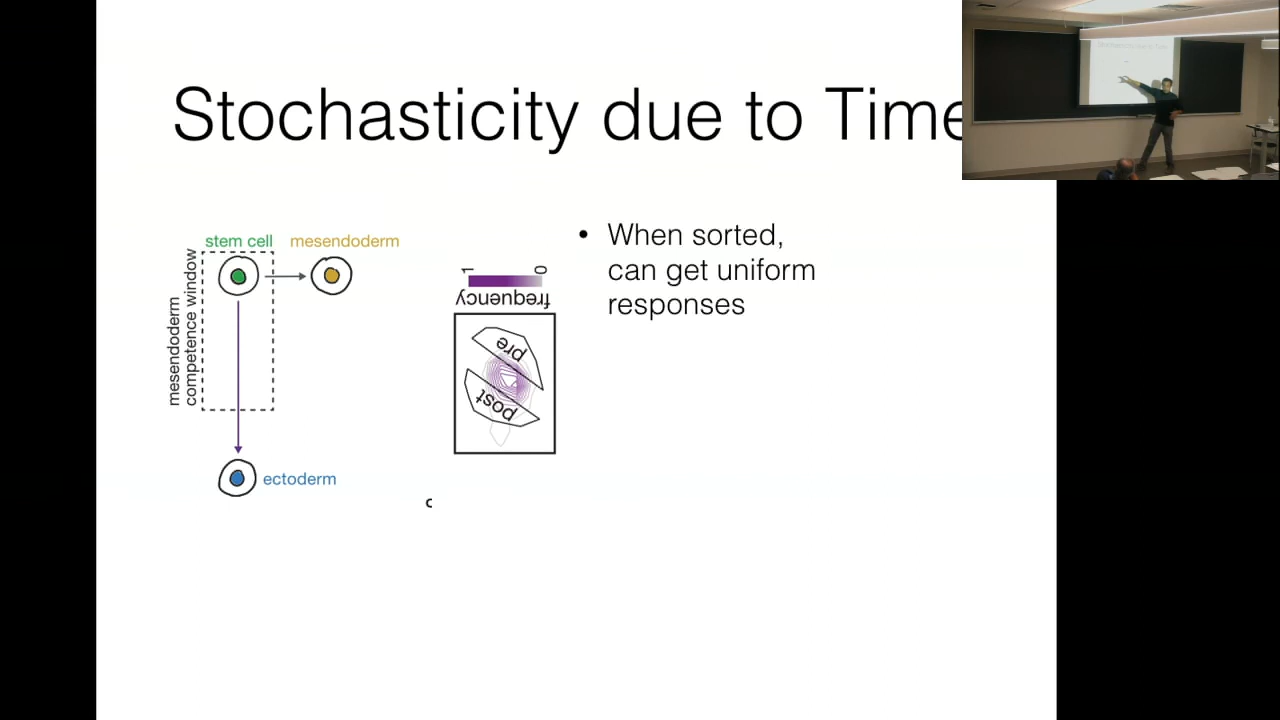 Stochasticity due to Time
stem cell
mesendoderm
mesendoderm
competence window
ectoderm
1
0
frequency
pre
post
c
• When sorted,
can get uniform
responses